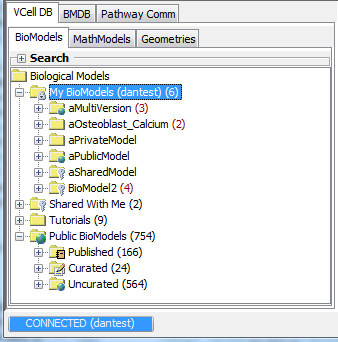 VCell DB BMDB Pathway Comm
BioModels MathModels Geometries
Search
Biological Models
My BioModels (dantest) (6)
aMultiVersion (3)
aOsteoblast_Calcium (2)
aPrivateModel
aPublicModel
aSharedModel
BioModel2 (4)
Shared With Me (2)
Tutorials (9)
Public BioModels (754)
Published (166)
Curated (24)
Uncurated (564)
CONNECTED (dantest)